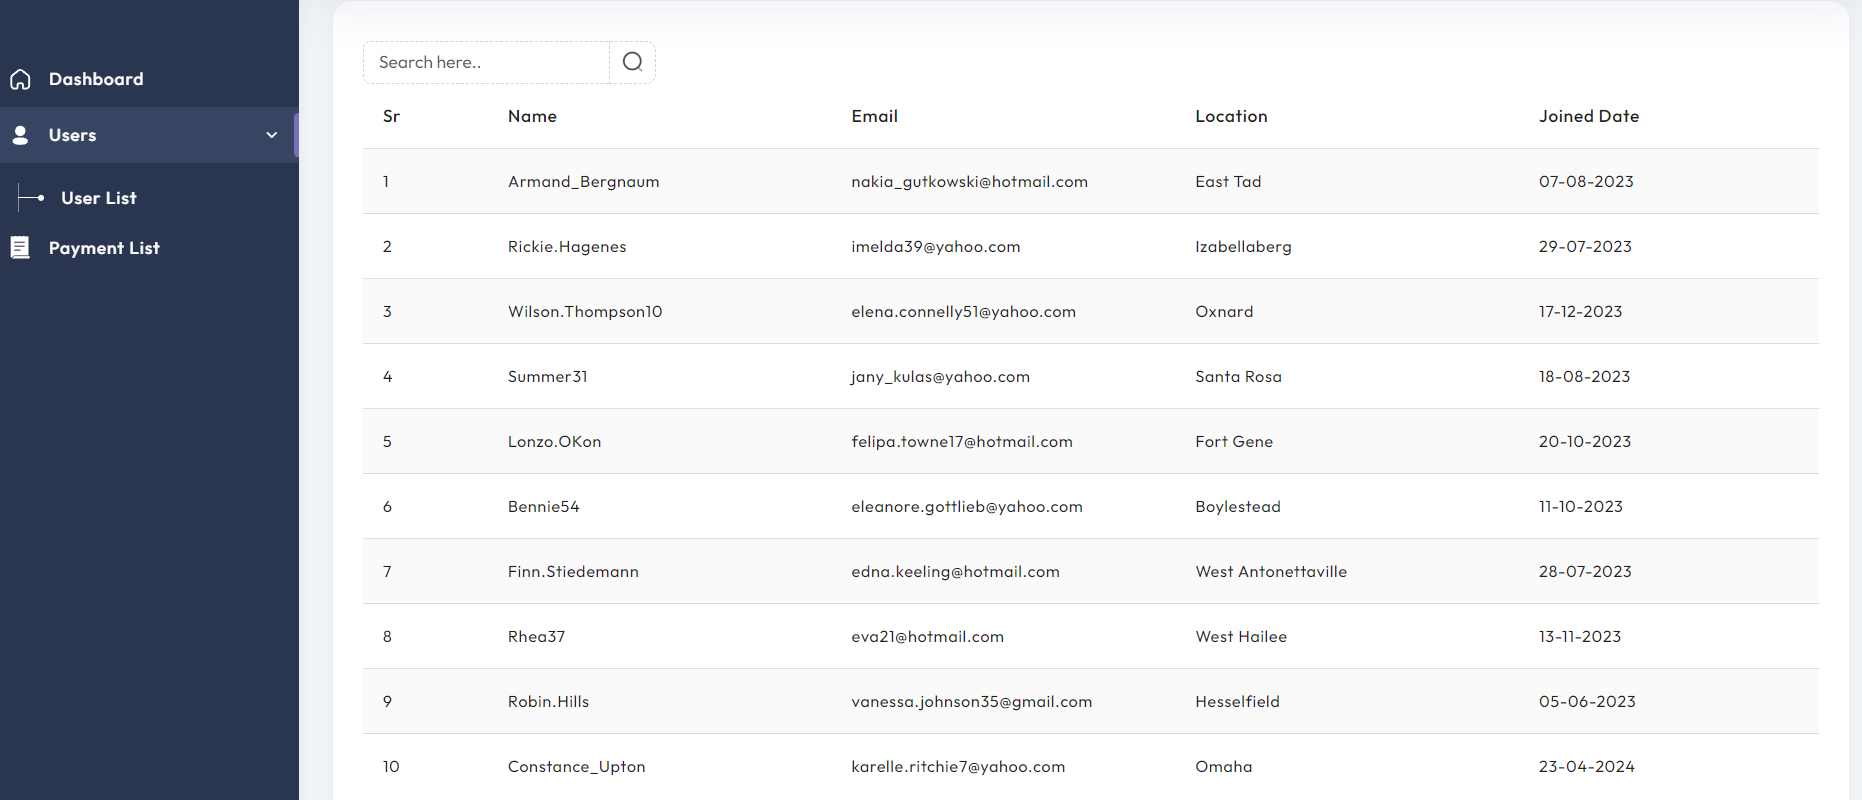 Dashboard
Users
User List
Payment List
Search here..
Sr Name Email Location Joined Date
1 Armand_Bergnaum nakia_gutkowski@hotmail.com East Tad 07-08-2023
2 Rickie.Hagenes imelda39@yahoo.com Izabellaberg 29-07-2023
3 Wilson.Thompson10 elena.connelly51@yahoo.com Oxnard 17-12-2023
4 Summer31 jany_kulas@yahoo.com Santa Rosa 18-08-2023
5 Lonzo.OKon felipa.towne17@hotmail.com Fort Gene 20-10-2023
6 Bennie54 eleanore.gottlieb@yahoo.com Boylestead 11-10-2023
7 Finn.Stiedemann edna.keeling@hotmail.com West Antonettaville 28-07-2023
8 Rhea37 eva21@hotmail.com West Hailee 13-11-2023
9 Robin.Hills vanessa.johnson35@gmail.com Hesselfield 05-06-2023
10 Constance_Upton karelle.ritchie7@yahoo.com Omaha 23-04-2024